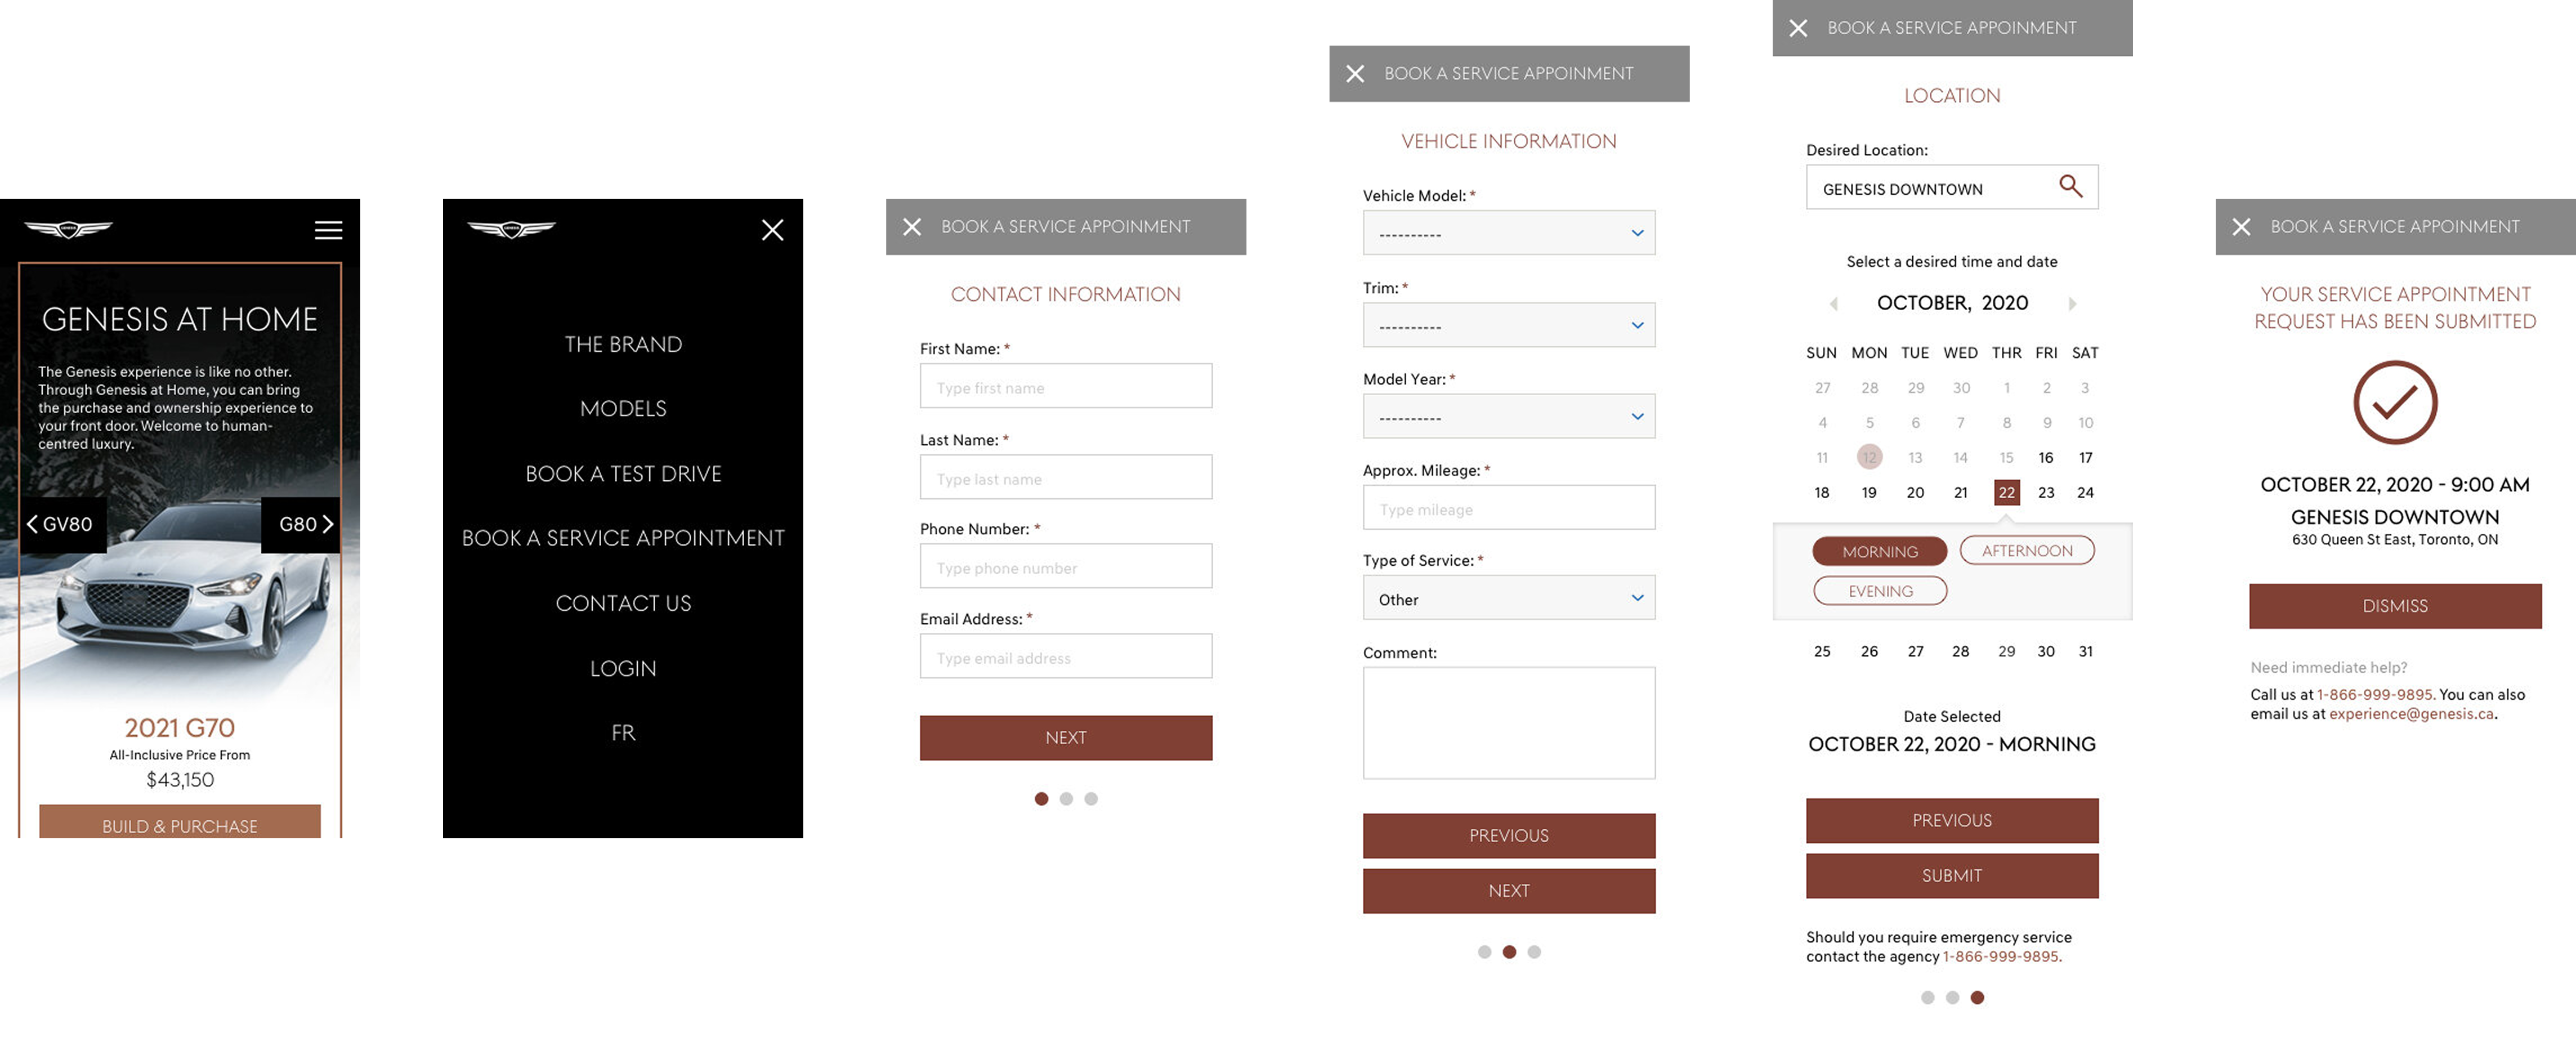 GENESIS
GENESIS AT HOME
The Genesis experience is like no other.
Through Genesis at Home, you can bring
the purchase and ownership experience to
your front door. Welcome to human-
centred luxury.
GV80
G80
2021 G70
All-Inclusive Price From
$43,150
BUILD & PURCHASE
GENESIS
THE BRAND
MODELS
BOOK A TEST DRIVE
BOOK A SERVICE APPOINTMENT
CONTACT US
LOGIN
FR
BOOK A SERVICE APPOINMENT
CONTACT INFORMATION
First Name: *
Type first name
Last Name: *
Type last name
Phone Number: *
Type phone number
Email Address: *
Type email address
NEXT
BOOK A SERVICE APPOINMENT
VEHICLE INFORMATION
Vehicle Model: *
----------
Trim: *
----------
Model Year: *
----------
Approx. Mileage: *
Type mileage
Type of Service: *
Other
Comment:
PREVIOUS
NEXT
BOOK A SERVICE APPOINMENT
LOCATION
Desired Location:
GENESIS DOWNTOWN
Select a desired time and date
OCTOBER, 2020
SUN MON TUE WED THR FRI SAT
27 28 29 30 1 2 3
4 5 6 7 8 9 10
11 12 13 14 15 16 17
18 19 20 21 22 23 24
MORNING AFTERNOON
EVENING
25 26 27 28 29 30 31
Date Selected
OCTOBER 22, 2020 - MORNING
PREVIOUS
SUBMIT
Should you require emergency service
contact the agency 1-866-999-9895.
BOOK A SERVICE APPOINMENT
YOUR SERVICE APPOINTMENT
REQUEST HAS BEEN SUBMITTED
OCTOBER 22, 2020 - 9:00 AM
GENESIS DOWNTOWN
630 Queen St East, Toronto, ON
DISMISS
Need immediate help?
Call us at 1-866-999-9895. You can also
email us at experience@genesis.ca.